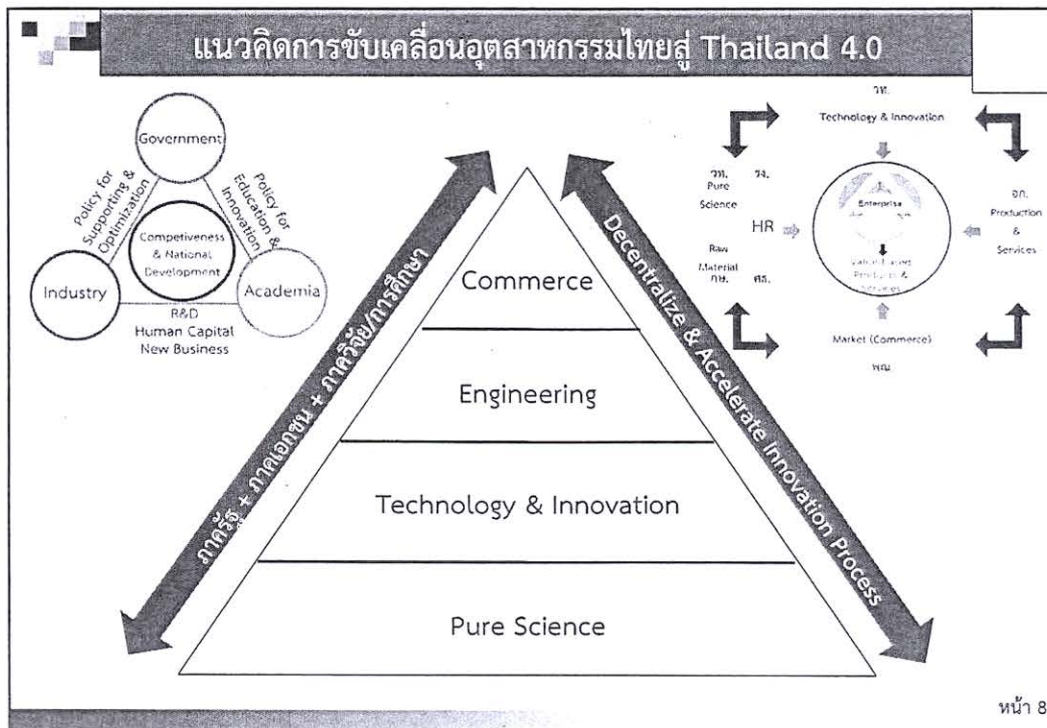 แนวคิดการขับเคลื่อนอุตสาหกรรมไทยสู่ Thailand 4.0
Government
Policy for
Supporting &
Optimization
Policy for
Education &
Innovation
Competiveness
& National
Development
Industry
Academia
R&D
Human Capital
New Business
ภาครัฐ + ภาคเอกชน + ภาควิจัย/การศึกษา
Commerce
Engineering
Technology & Innovation
Pure Science
Decentralize & Accelerate Innovation Process
วท.
Technology & Innovation
วท. รง.
Pure
Science
HR
Raw
Material
กษ. ศธ.
Enterprise
Value Based
Products &
Services
อก.
Production
&
Services
Market (Commerce)
พณ.
หน้า 8